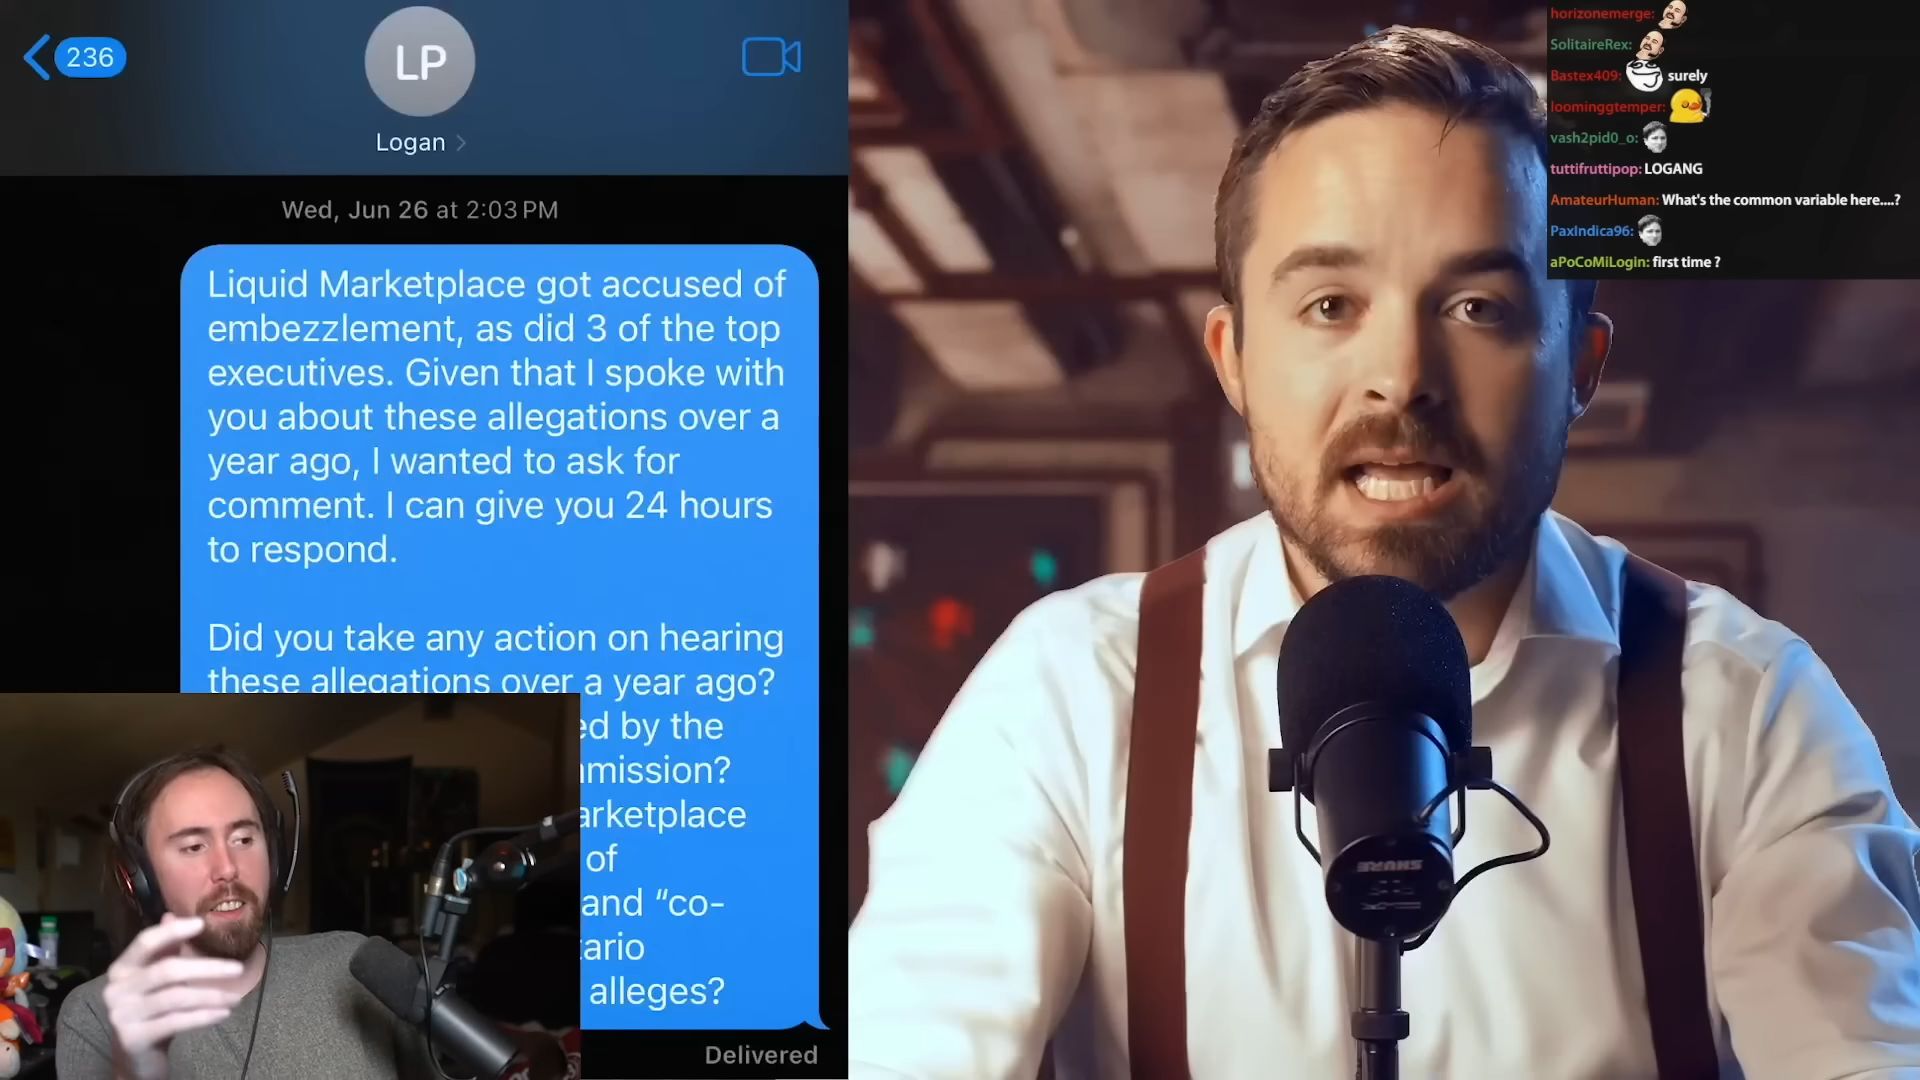 236
LP
Logan
Wed, Jun 26 at 2:03 PM
Liquid Marketplace got accused of
embezzlement, as did 3 of the top
executives. Given that I spoke with
you about these allegations over a
year ago, I wanted to ask for
comment. I can give you 24 hours
to respond.
Did you take any action on hearing
these allegations over a year ago?
ed by the
mission?
arketplace
of
and “co-
tario
alleges?
Delivered
horizonemerge:
SolitaireRex:
Bastex409: surely
loominggtemper:
vash2pid0_o:
tuttifruttipop: LOGANG
AmateurHuman: What's the common variable here....?
PaxIndica96:
aPoCoMiLogin: first time ?
SHURE